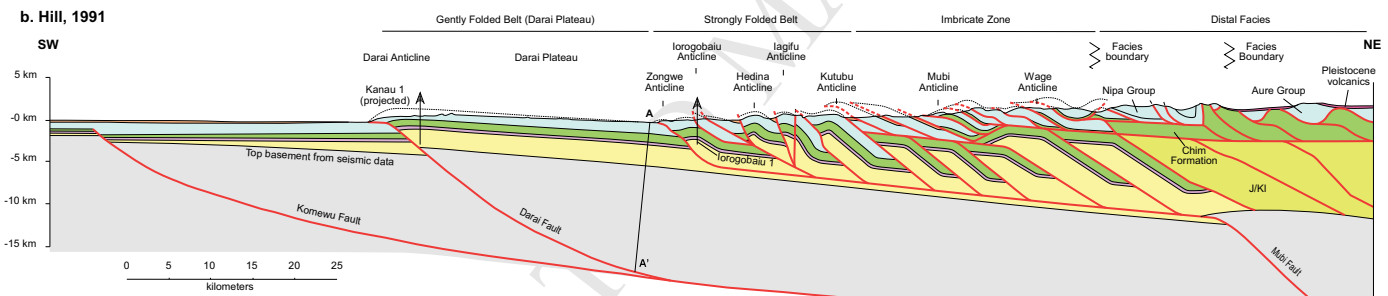 b. Hill, 1991
Gently Folded Belt (Darai Plateau)
Strongly Folded Belt
Imbricate Zone
Distal Facies
SW
NE
Darai Anticline
Darai Plateau
Iorogobaiu
Anticline
Iagifu
Anticline
Facies
boundary
Facies
Boundary
Kanau 1
(projected)
Zongwe
Anticline
Hedina
Anticline
Kutubu
Anticline
Mubi
Anticline
Wage
Anticline
Nipa Group
Aure Group
Pleistocene
volcanics
5 km
-0 km
-5 km
-10 km
-15 km
A
Top basement from seismic data
Iorogobaiu 1
Chim
Formation
J/Kl
Komewu Fault
Darai Fault
Mubi Fault
A'
0 5 10 15 20 25
kilometers